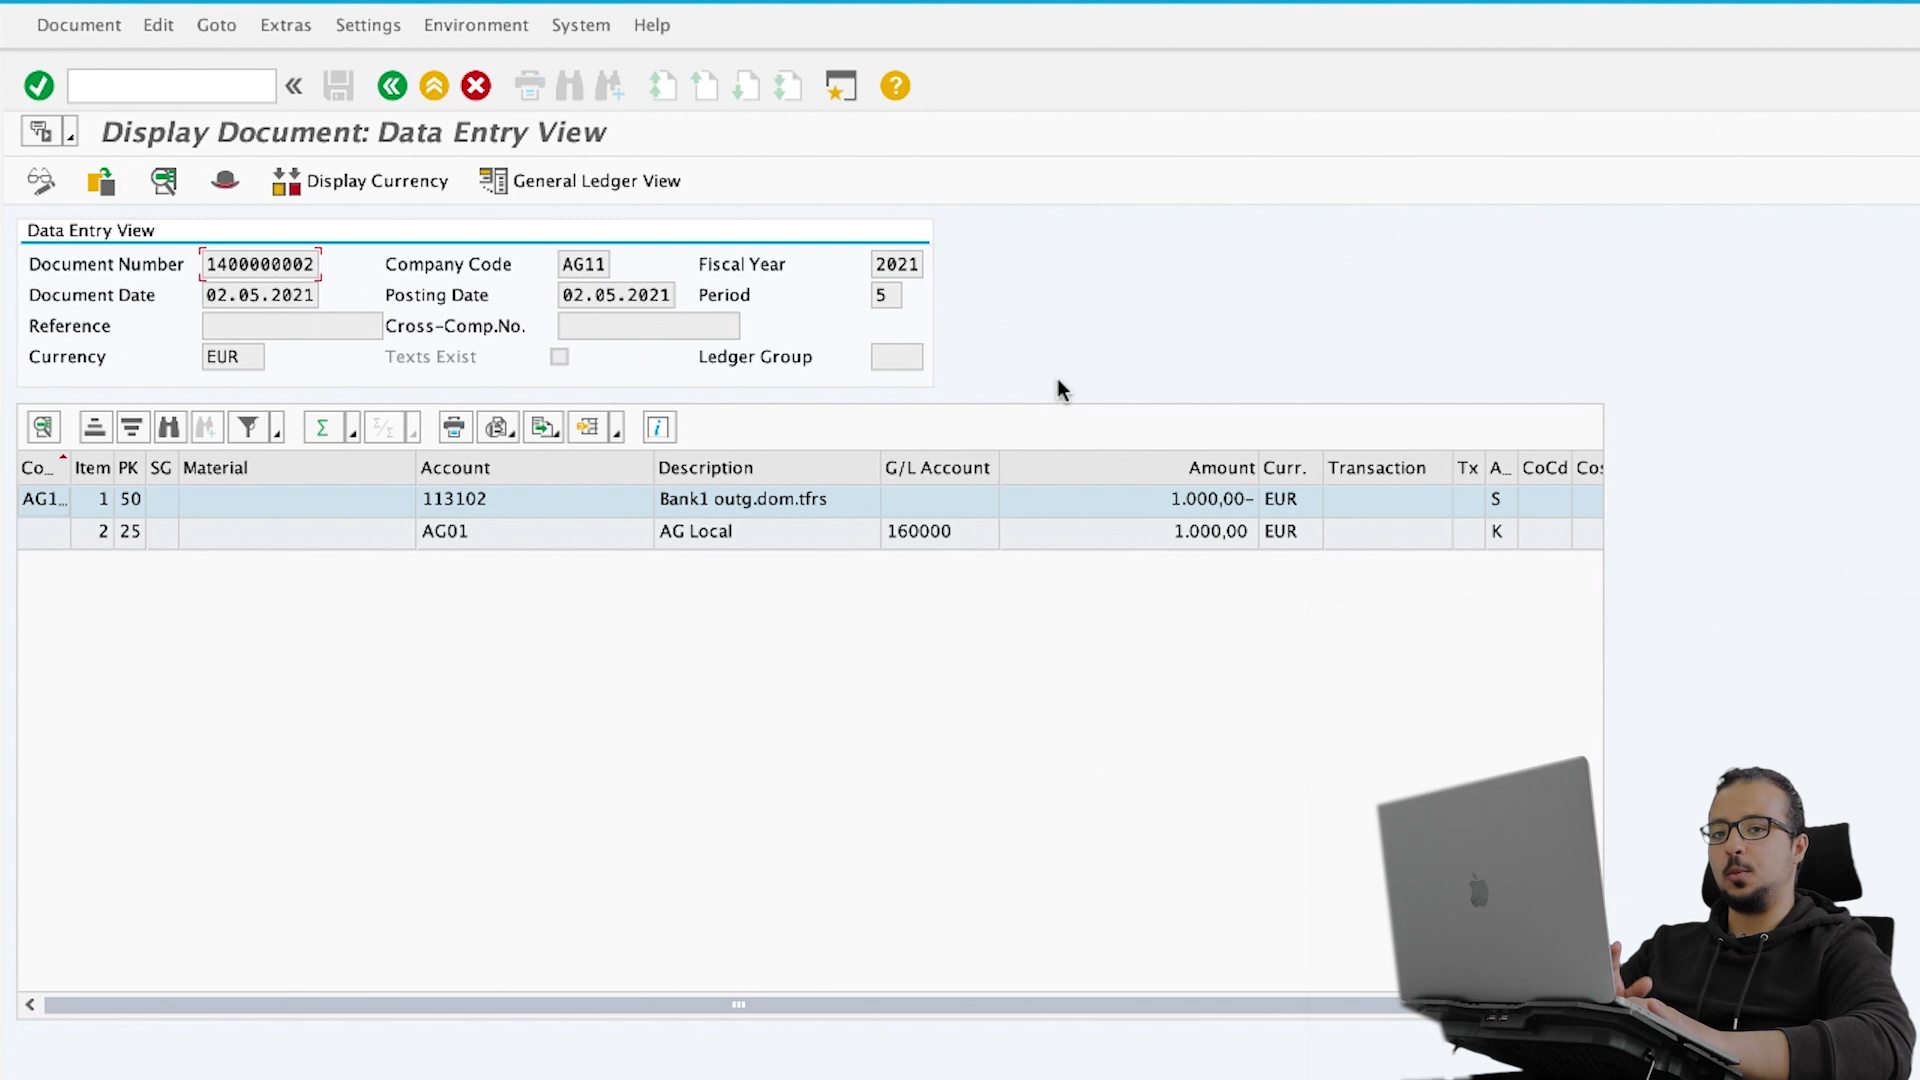 Document Edit Goto Extras Settings Environment System Help
Display Document: Data Entry View
Display Currency General Ledger View
Data Entry View
Document Number 1400000002 Company Code AG11 Fiscal Year 2021
Document Date 02.05.2021 Posting Date 02.05.2021 Period 5
Reference Cross-Comp.No.
Currency EUR Texts Exist Ledger Group
Co... Item PK SG Material Account Description G/L Account Amount Curr. Transaction Tx A... CoCd Cos
AG1... 1 50 113102 Bank1 outg.dom.tfrs 1.000,00- EUR S
2 25 AG01 AG Local 160000 1.000,00 EUR K